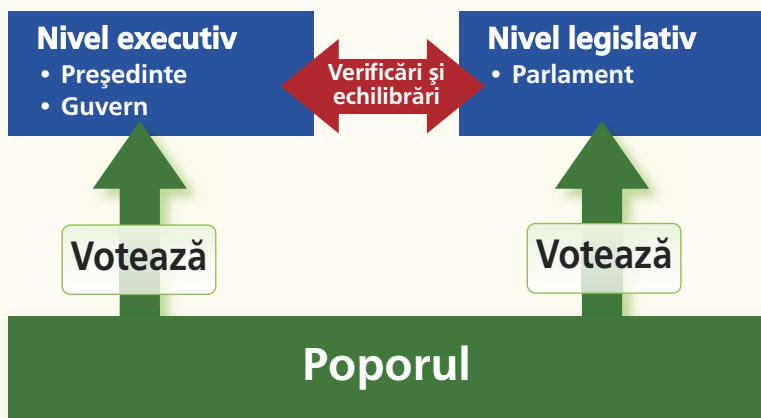 Nivel executiv
• Preşedinte
• Guvern
Verificări şi
echilibrări
Nivel legislativ
• Parlament
Votează
Votează
Poporul